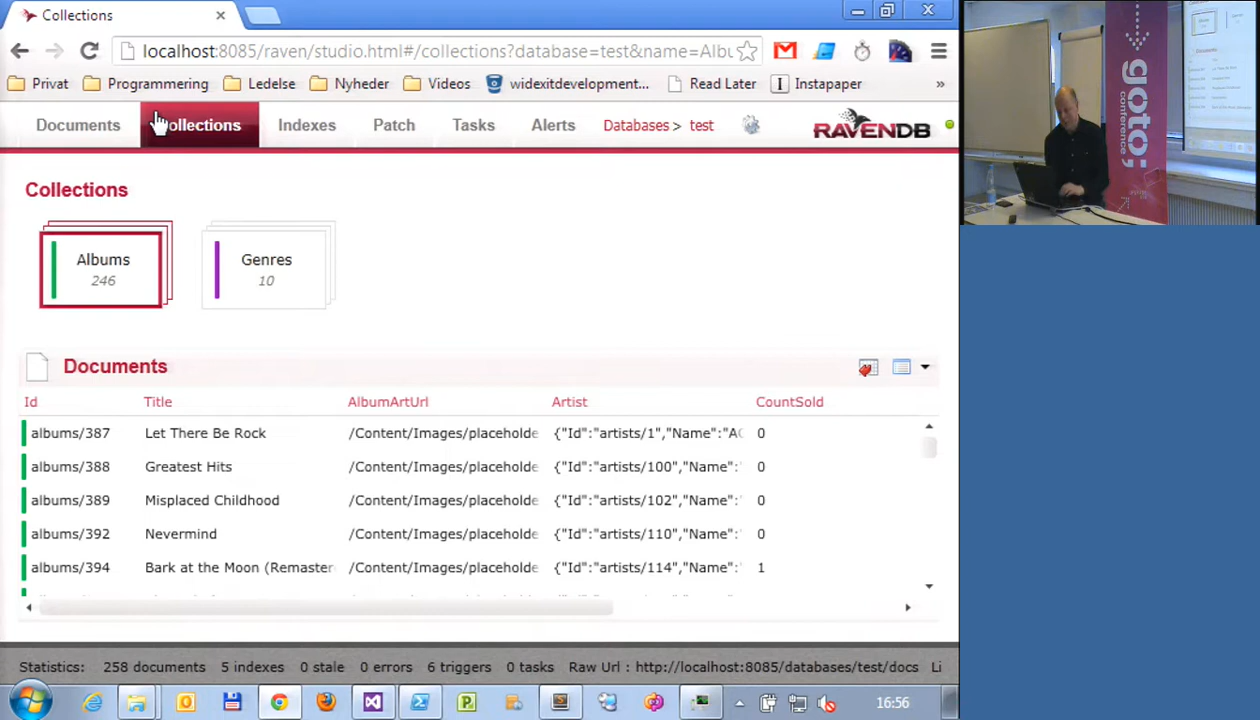 Collections
localhost:8085/raven/studio.html#/collections?database=test&name=Albu
Privat
Programmering
Ledelse
Nyheder
Videos
widexitdevelopment...
Read Later
Instapaper
»
Documents
Collections
Indexes
Patch
Tasks
Alerts
Databases > test
RAVENDB
Collections
Albums
246
Genres
10
Documents
Id Title AlbumArtUrl Artist CountSold
albums/387 Let There Be Rock /Content/Images/placeholde {"Id":"artists/1","Name":"AC 0
albums/388 Greatest Hits /Content/Images/placeholde {"Id":"artists/100","Name":" 0
albums/389 Misplaced Childhood /Content/Images/placeholde {"Id":"artists/102","Name":" 0
albums/392 Nevermind /Content/Images/placeholde {"Id":"artists/110","Name":" 0
albums/394 Bark at the Moon (Remaster /Content/Images/placeholde {"Id":"artists/114","Name":" 1
Statistics: 258 documents 5 indexes 0 stale 0 errors 6 triggers 0 tasks Raw Url : http://localhost:8085/databases/test/docs Li
16:56
goto;
conference